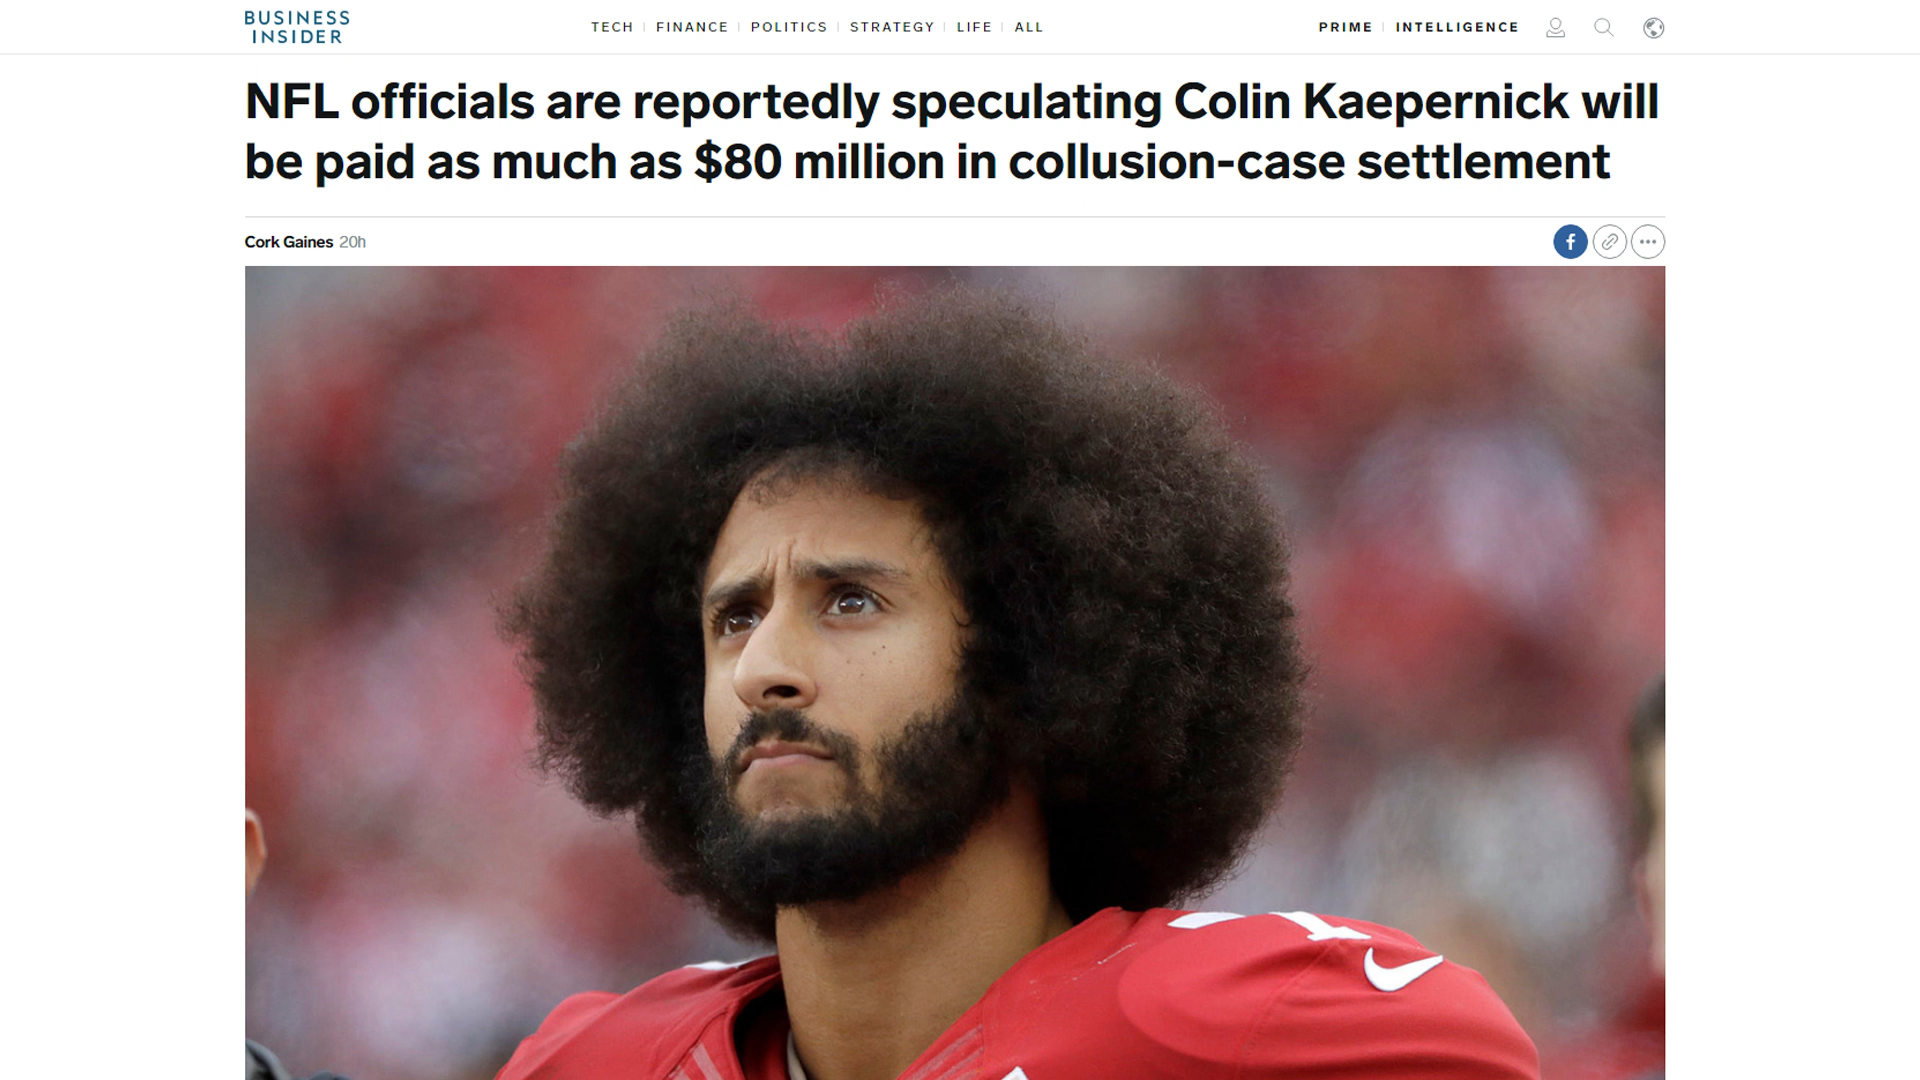 BUSINESS
INSIDER
TECH FINANCE POLITICS STRATEGY LIFE ALL
PRIME INTELLIGENCE
NFL officials are reportedly speculating Colin Kaepernick will
be paid as much as $80 million in collusion-case settlement
Cork Gaines 20h